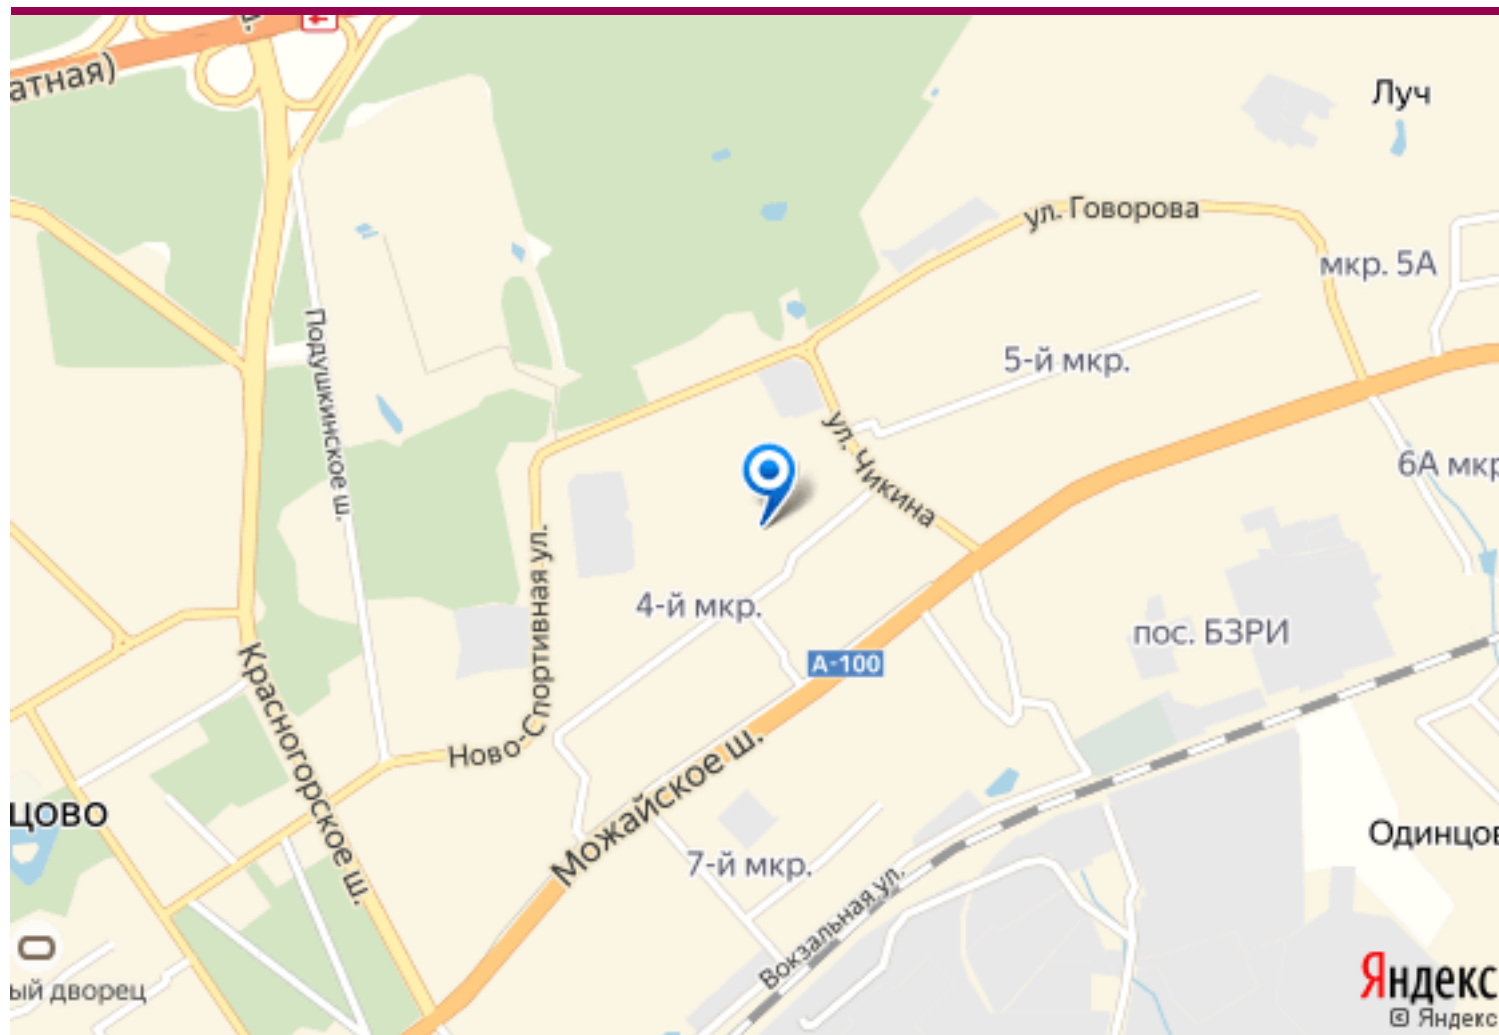 атная)
Луч
ул. Говорова
мкр. 5А
5-й мкр.
Подушкинское ш.
ул. Чикина
6А мкр
Ново-Спортивная ул.
4-й мкр.
пос. БЗРИ
А-100
Красногорское ш.
Можайское ш.
цово
Одинцов
7-й мкр.
Вокзальная ул.
ый дворец
Яндекс
© Яндекс